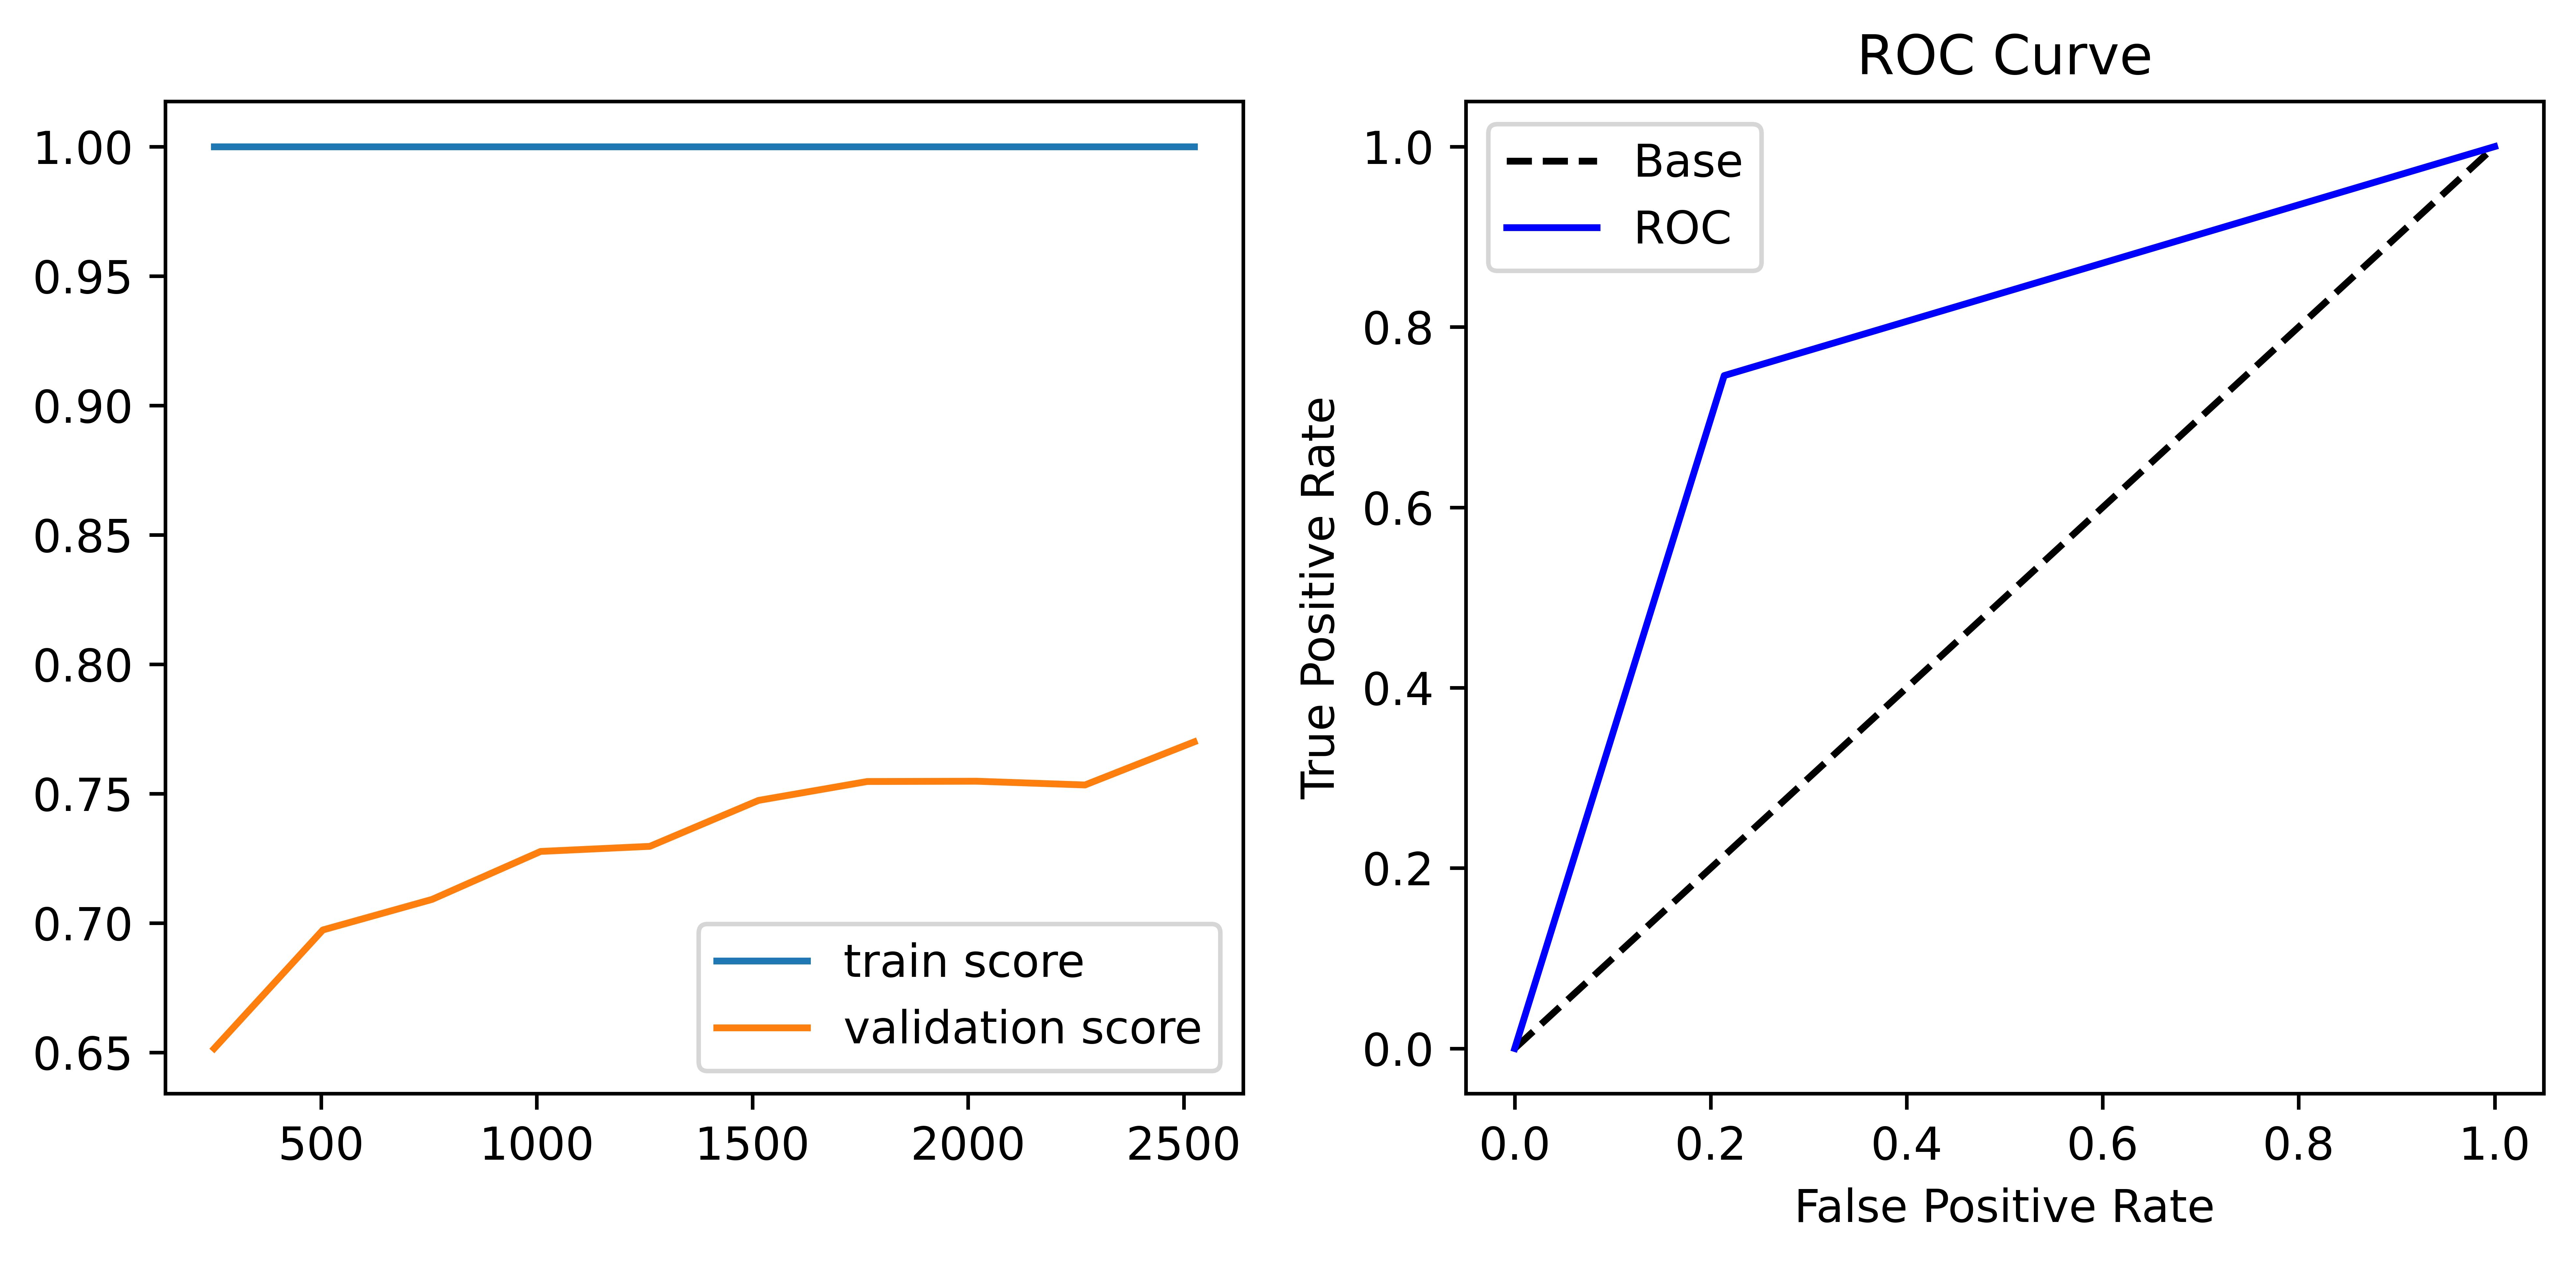 1.00
0.95
0.90
0.85
0.80
0.75
0.70
0.65
500 1000 1500 2000 2500
train score
validation score
ROC Curve
True Positive Rate
1.0
0.8
0.6
0.4
0.2
0.0
0.0 0.2 0.4 0.6 0.8 1.0
False Positive Rate
Base
ROC